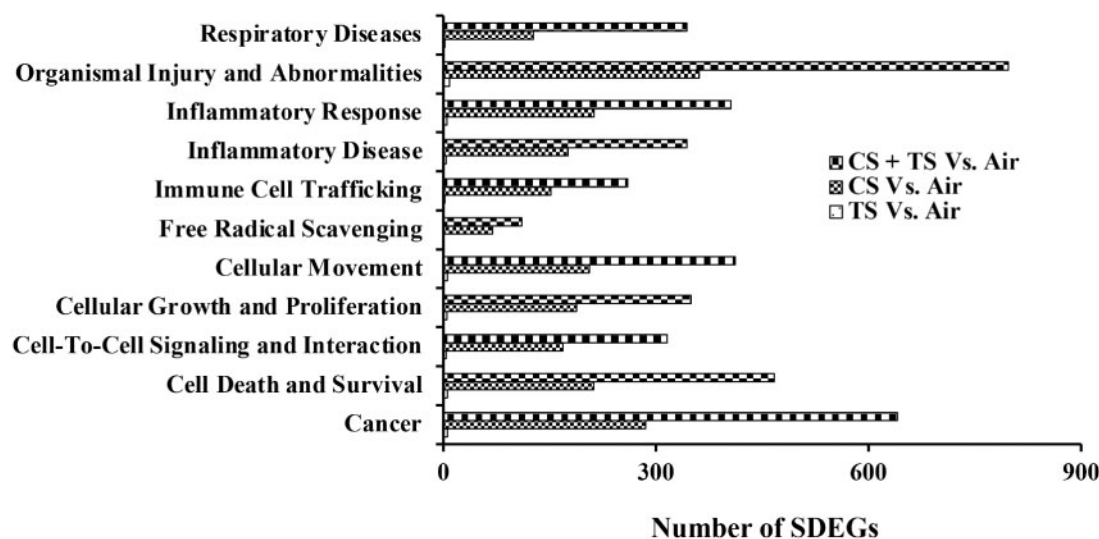 Respiratory Diseases
Organismal Injury and Abnormalities
Inflammatory Response
Inflammatory Disease
Immune Cell Trafficking
Free Radical Scavenging
Cellular Movement
Cellular Growth and Proliferation
Cell-To-Cell Signaling and Interaction
Cell Death and Survival
Cancer
CS + TS Vs. Air
CS Vs. Air
TS Vs. Air
0 300 600 900
Number of SDEGs